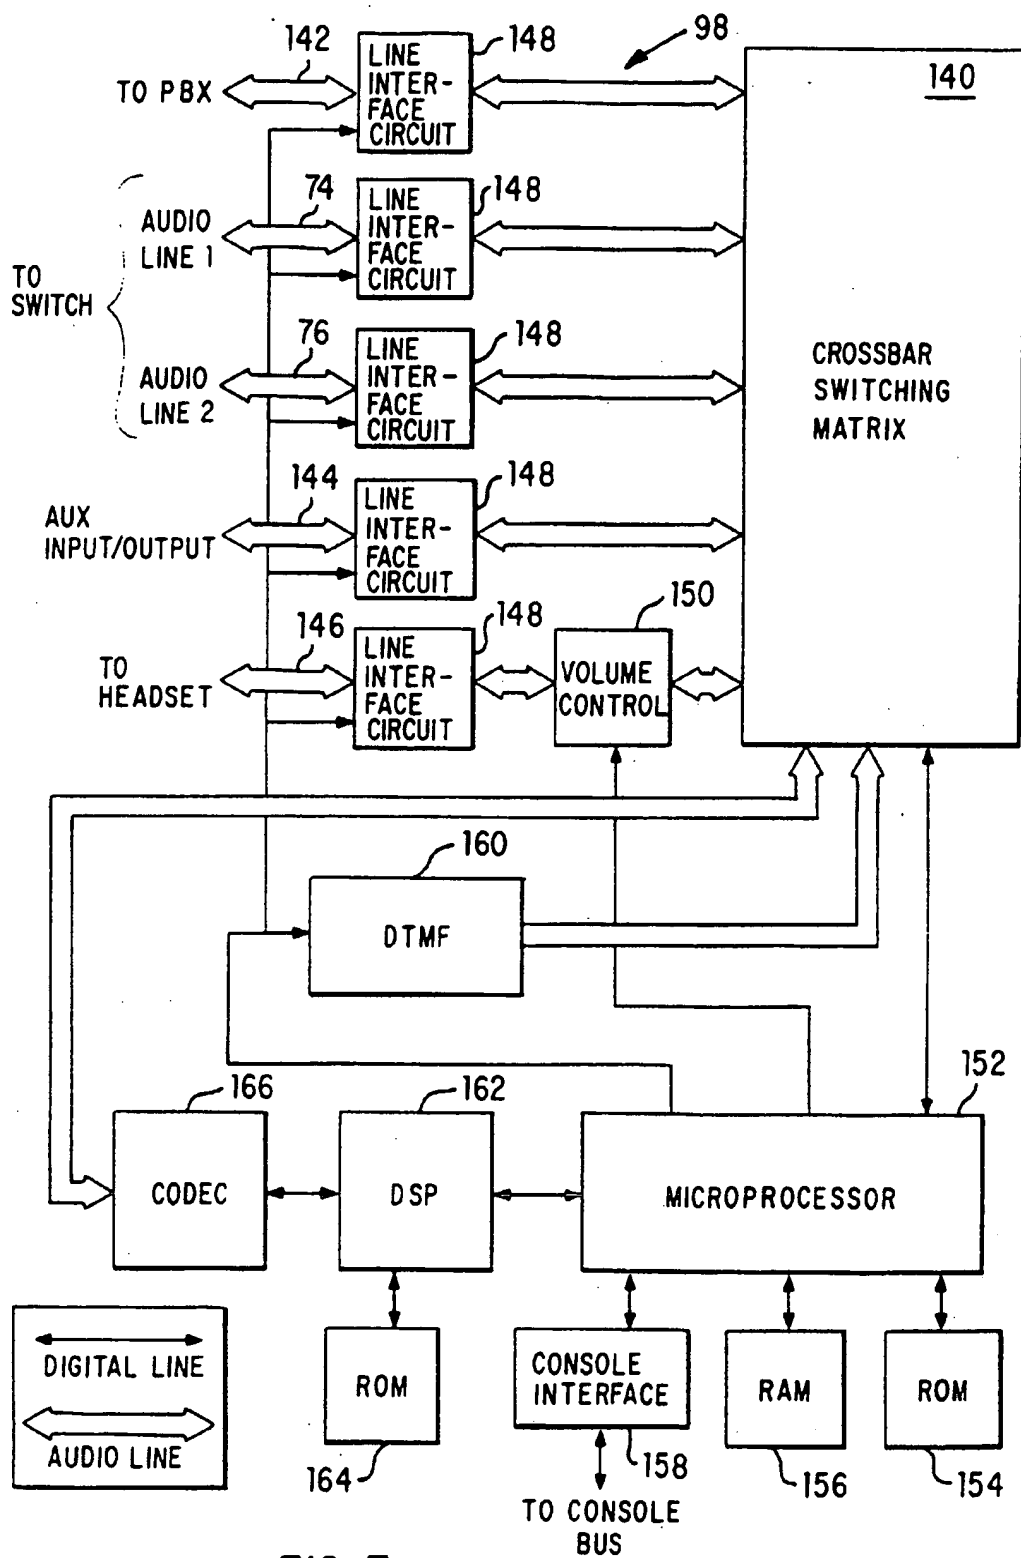 142
LINE
INTER-
FACE
CIRCUIT
148
98
140
TO PBX
AUDIO
LINE 1
74
LINE
INTER-
FACE
CIRCUIT
148
TO
SWITCH
AUDIO
LINE 2
76
LINE
INTER-
FACE
CIRCUIT
148
CROSSBAR
SWITCHING
MATRIX
AUX
INPUT/OUTPUT
144
LINE
INTER-
FACE
CIRCUIT
148
TO
HEADSET
146
LINE
INTER-
FACE
CIRCUIT
148
150
VOLUME
CONTROL
160
DTMF
166
CODEC
162
DSP
152
MICROPROCESSOR
DIGITAL LINE
AUDIO LINE
ROM
164
CONSOLE
INTERFACE
158
TO CONSOLE
BUS
RAM
156
ROM
154